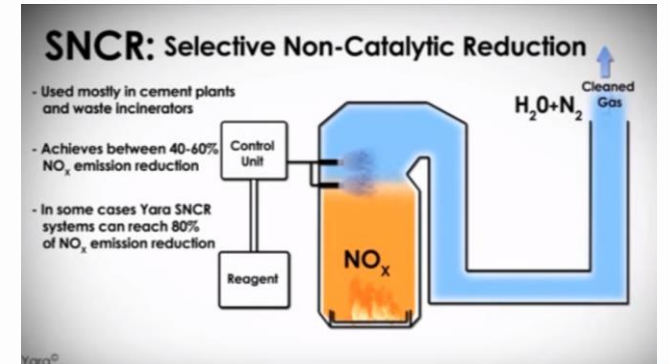 SNCR: Selective Non-Catalytic Reduction
- Used mostly in cement plants
and waste incinerators
- Achieves between 40-60%
NOx emission reduction
- In some cases Yara SNCR
systems can reach 80%
of NOx emission reduction
Control
Unit
Reagent
NOx
H₂0+N₂
Cleaned
Gas
Yara©